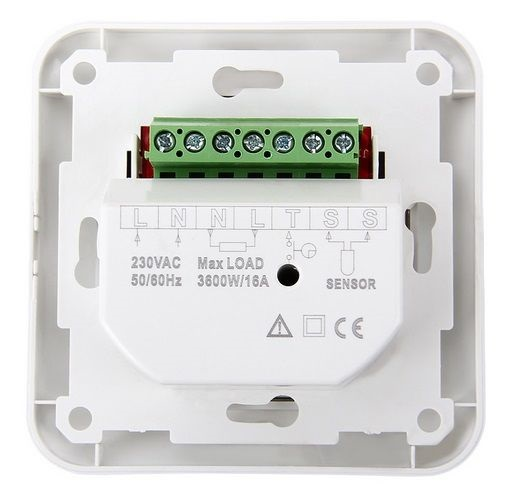 L N N L T S S
230VAC Max LOAD
50/60Hz 3600W/16A SENSOR
CE